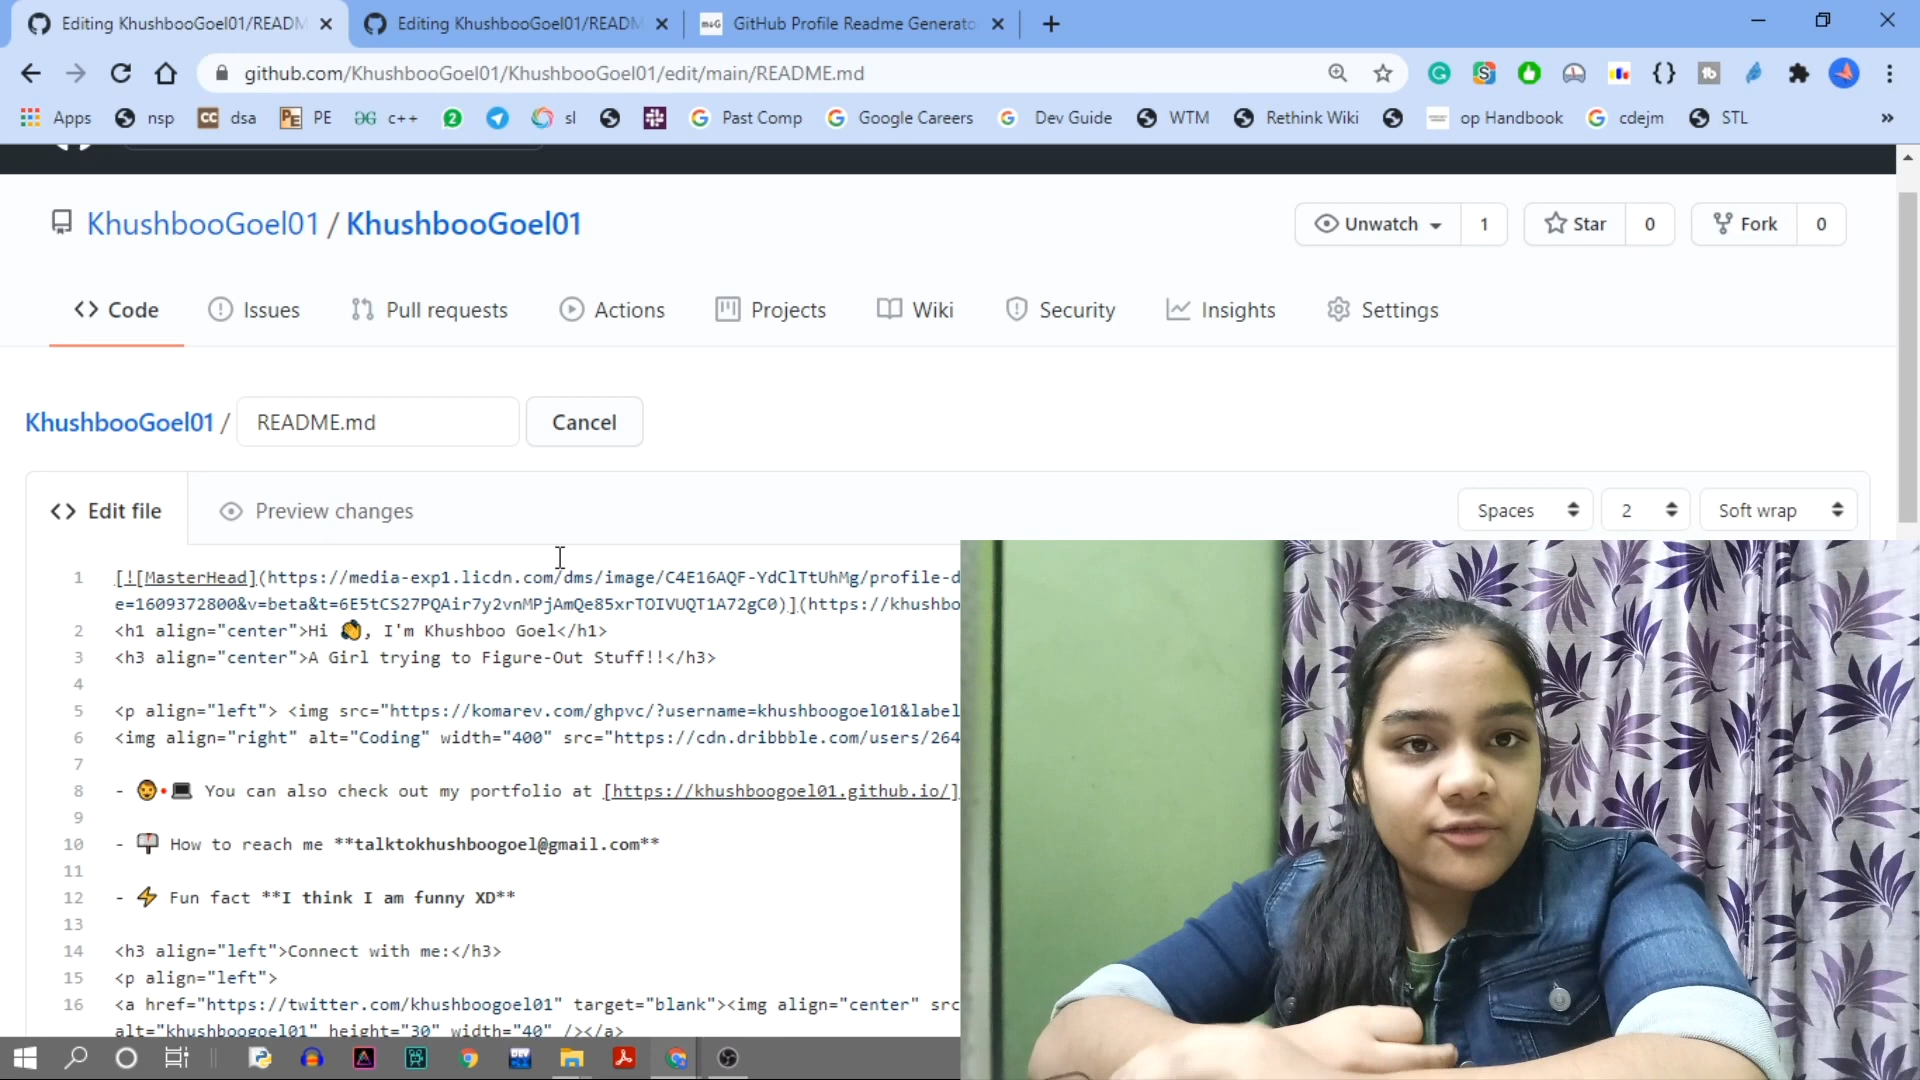 Editing KhushbooGoel01/READM
Editing KhushbooGoel01/READM
GitHub Profile Readme Generato
github.com/KhushbooGoel01/KhushbooGoel01/edit/main/README.md
Apps nsp CC dsa PE PE c++ 2 sl Past Comp Google Careers Dev Guide WTM Rethink Wiki op Handbook cdejm STL »
KhushbooGoel01 / KhushbooGoel01
Unwatch 1 Star 0 Fork 0
Code Issues Pull requests Actions Projects Wiki Security Insights Settings
KhushbooGoel01 / README.md Cancel
Edit file Preview changes Spaces 2 Soft wrap
1 [![MasterHead](https://media-exp1.licdn.com/dms/image/C4E16AQF-YdClTtUhMg/profile-d
e=1609372800&v=beta&t=6E5tCS27PQAir7y2vnMPjAmQe85xrTOIVUQT1A72gC0)](https://khushbo
2 <h1 align="center">Hi 👏, I'm Khushboo Goel</h1>
3 <h3 align="center">A Girl trying to Figure-Out Stuff!!</h3>
4
5 <p align="left"> <img src="https://komarev.com/ghpvc/?username=khushboogoel01&label
6 <img align="right" alt="Coding" width="400" src="https://cdn.dribbble.com/users/264
7
8 - 👨•💻 You can also check out my portfolio at [https://khushboogoel01.github.io/]
9
10 - 📫 How to reach me **talktokhushboogoel@gmail.com**
11
12 - ⚡ Fun fact **I think I am funny XD**
13
14 <h3 align="left">Connect with me:</h3>
15 <p align="left">
16 <a href="https://twitter.com/khushboogoel01" target="blank"><img align="center" src
alt="khushboogoel01" height="30" width="40" /></a>